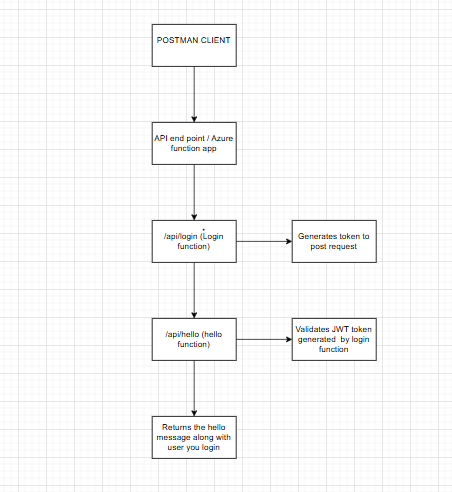 POSTMAN CLIENT
API end point / Azure
function app
/api/login (Login
function)
Generates token to
post request
/api/hello (hello
function)
Validates JWT token
generated by login
function
Returns the hello
message along with
user you login